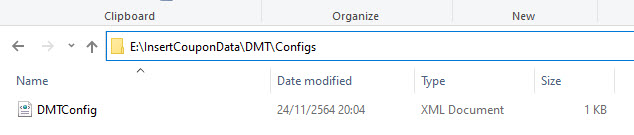 Clipboard Organize New
E:\InsertCouponData\DMT\Configs
Name Date modified Type Size
DMTConfig 24/11/2564 20:04 XML Document 1 KB